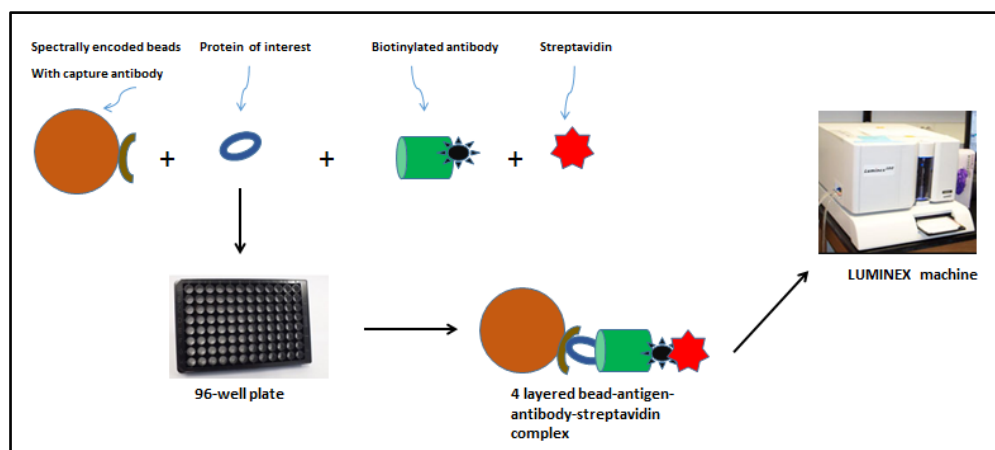 Spectrally encoded beads
With capture antibody
Protein of interest
Biotinylated antibody
Streptavidin
+
+
+
LUMINEX machine
96-well plate
4 layered bead-antigen-
antibody-streptavidin
complex